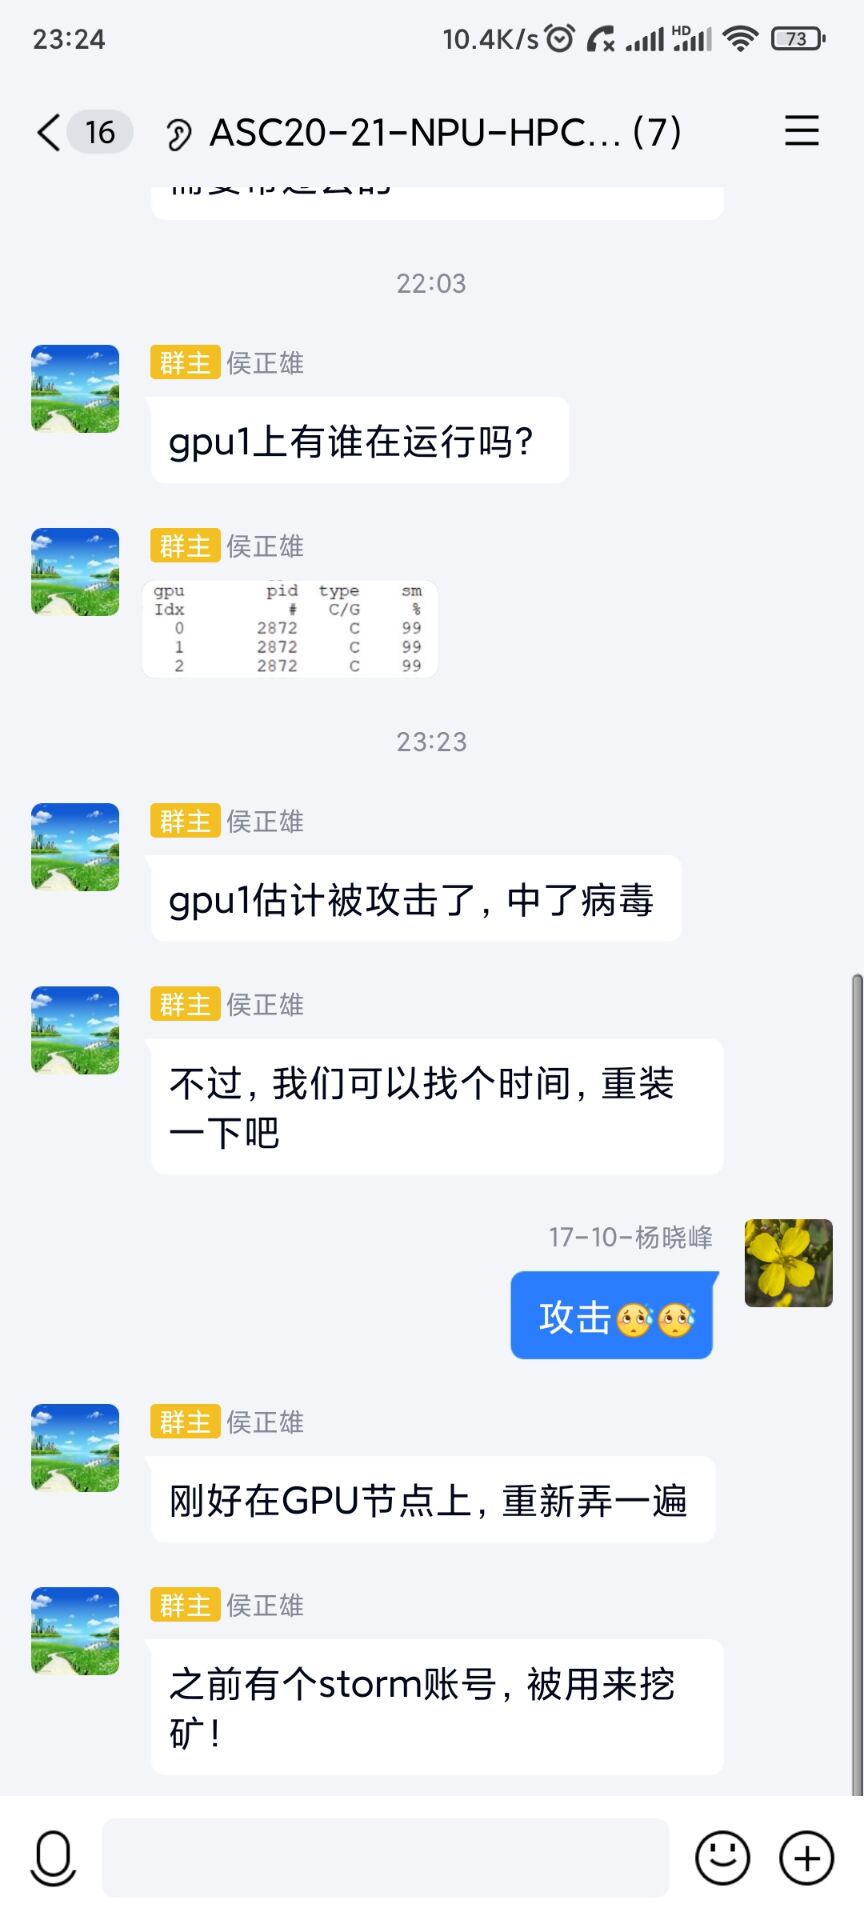 23:24 10.4K/s HD 73
16 ASC20-21-NPU-HPC... (7)
22:03
群主 侯正雄
gpu1上有谁在运行吗?
群主 侯正雄
gpu pid type sm
Idx # C/G %
0 2872 C 99
1 2872 C 99
2 2872 C 99
23:23
群主 侯正雄
gpu1估计被攻击了, 中了病毒
群主 侯正雄
不过, 我们可以找个时间, 重装
一下吧
17-10-杨晓峰
攻击😥😥
群主 侯正雄
刚好在GPU节点上, 重新弄一遍
群主 侯正雄
之前有个storm账号, 被用来挖
矿!